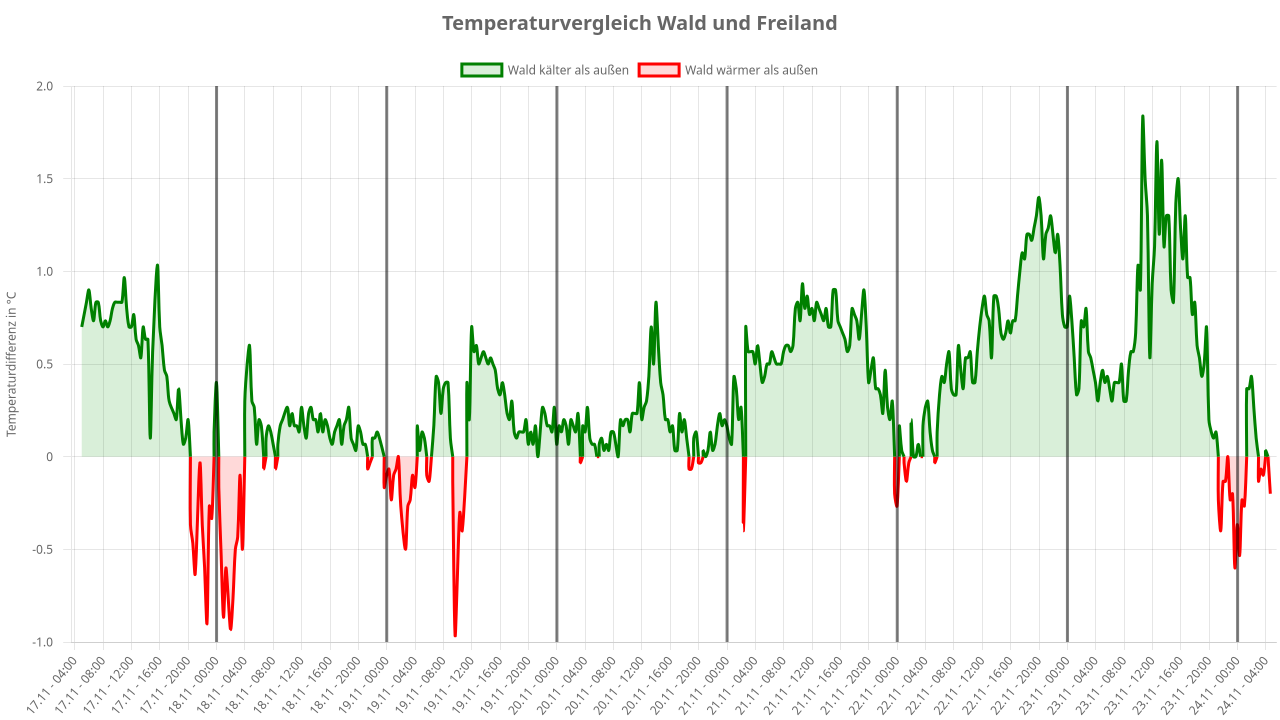 Temperaturvergleich Wald und Freiland
Wald kälter als außen
Wald wärmer als außen
Temperaturdifferenz in °C
2.0
1.5
1.0
0.5
0
-0.5
-1.0
17.11 - 04:00
17.11 - 08:00
17.11 - 12:00
17.11 - 16:00
17.11 - 20:00
18.11 - 00:00
18.11 - 04:00
18.11 - 08:00
18.11 - 12:00
18.11 - 16:00
18.11 - 20:00
19.11 - 00:00
19.11 - 04:00
19.11 - 08:00
19.11 - 12:00
19.11 - 16:00
19.11 - 20:00
20.11 - 00:00
20.11 - 04:00
20.11 - 08:00
20.11 - 12:00
20.11 - 16:00
20.11 - 20:00
21.11 - 00:00
21.11 - 04:00
21.11 - 08:00
21.11 - 12:00
21.11 - 16:00
21.11 - 20:00
22.11 - 00:00
22.11 - 04:00
22.11 - 08:00
22.11 - 12:00
22.11 - 16:00
22.11 - 20:00
23.11 - 00:00
23.11 - 04:00
23.11 - 08:00
23.11 - 12:00
23.11 - 16:00
23.11 - 20:00
24.11 - 00:00
24.11 - 04:00